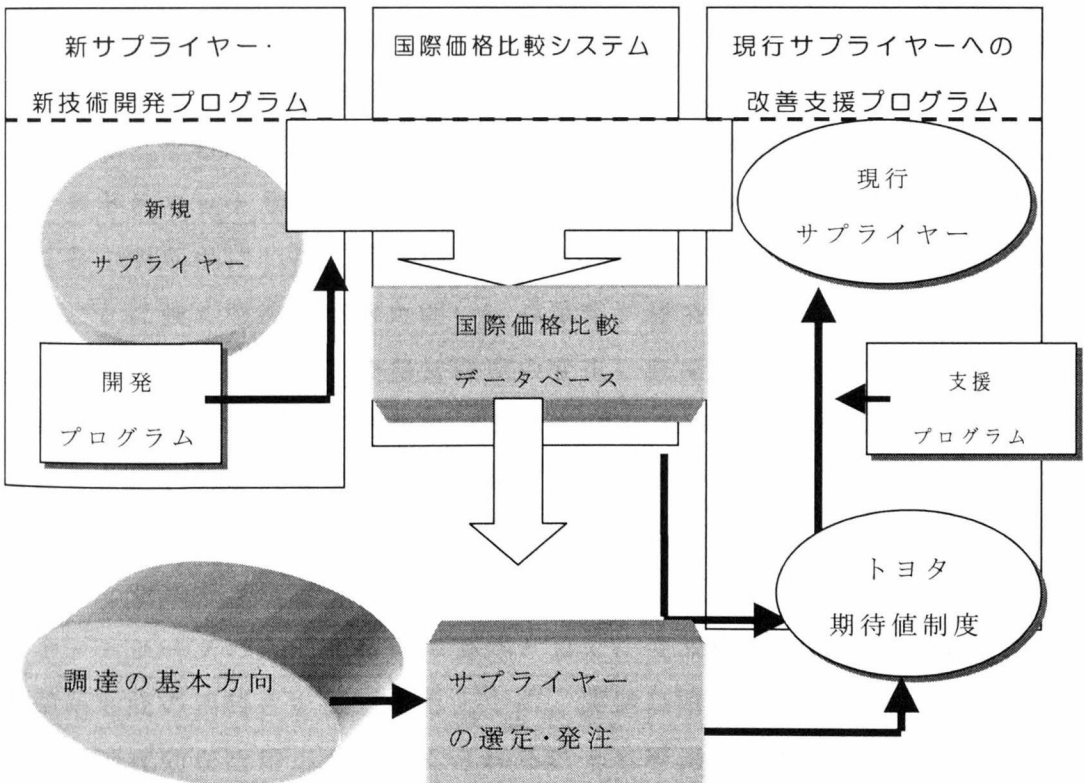 新サプライヤー・
新技術開発プログラム
国際価格比較システム
現行サプライヤーへの
改善支援プログラム
新規
サプライヤー
現行
サプライヤー
国際価格比較
データベース
開発
プログラム
支援
プログラム
トヨタ
期待値制度
調達の基本方向
サプライヤー
の選定・発注